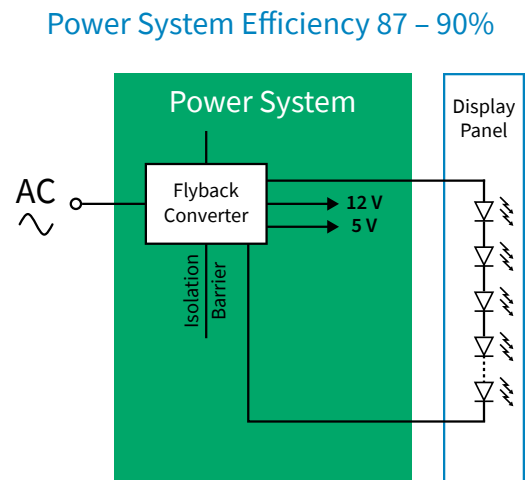 Power System Efficiency 87 – 90%
Power System
Display
Panel
AC
Flyback
Converter
12 V
5 V
Isolation
Barrier